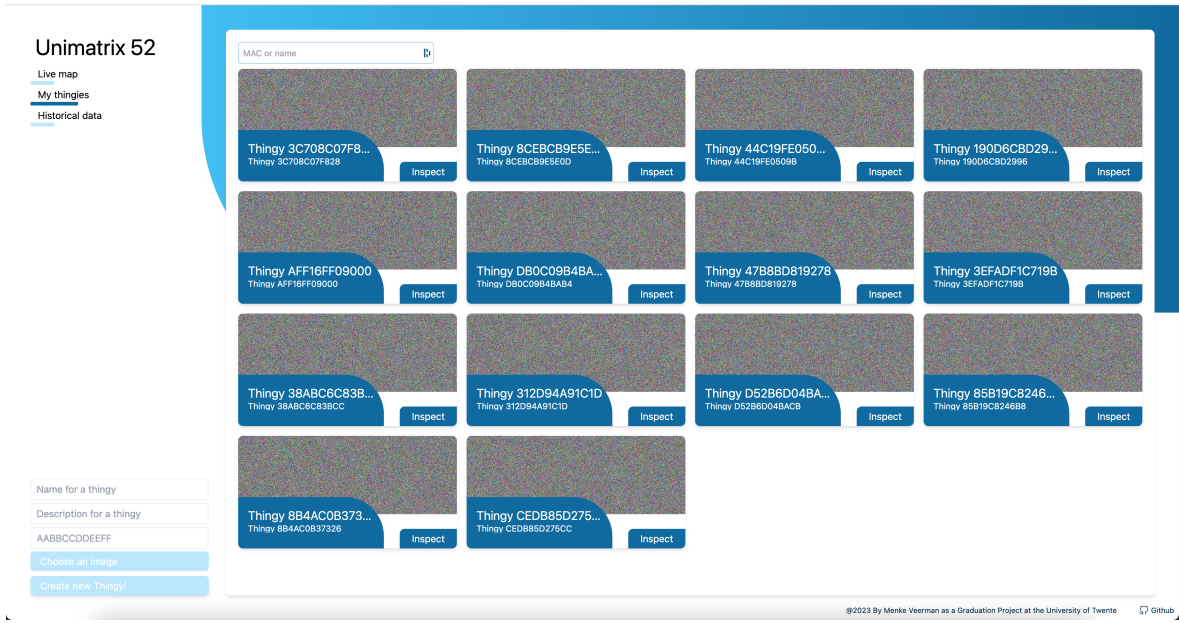 Unimatrix 52
Live map
My thingies
Historical data
MAC or name
Thingy 3C708C07F8...
Thingy 3C708C07F828
Inspect
Thingy 8CEBCB9E5E...
Thingy 8CEBCB9E5E0D
Inspect
Thingy 44C19FE050...
Thingy 44C19FE0509B
Inspect
Thingy 190D6CBD29...
Thingy 190D6CBD2996
Inspect
Thingy AFF16FF09000
Thingy AFF16FF09000
Inspect
Thingy DB0C09B4BA...
Thingy DB0C09B4BAB4
Inspect
Thingy 47B8BD819278
Thingy 47B8BD819278
Inspect
Thingy 3EFADF1C719B
Thingy 3EFADF1C719B
Inspect
Thingy 38ABC6C83B...
Thingy 38ABC6C83BCC
Inspect
Thingy 312D94A91C1D
Thingy 312D94A91C1D
Inspect
Thingy D52B6D04BA...
Thingy D52B6D04BACB
Inspect
Thingy 85B19C8246...
Thingy 85B19C8246B8
Inspect
Thingy 8B4AC0B373...
Thingy 8B4AC0B37326
Inspect
Thingy CEDB85D275...
Thingy CEDB85D275CC
Inspect
Name for a thingy
Description for a thingy
AABBCCDDEEFF
Choose an image
Create new Thingy!
@2023 By Menke Veerman as a Graduation Project at the University of Twente
Github